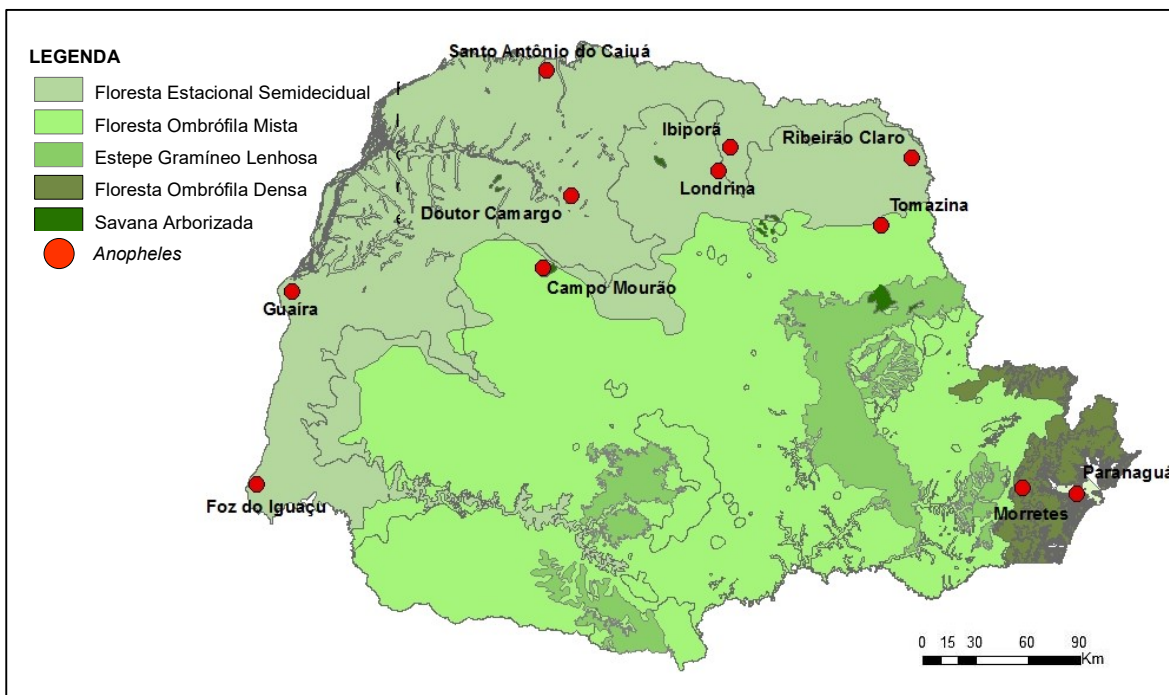 LEGENDA
Floresta Estacional Semidecidual
Floresta Ombrófila Mista
Estepe Gramíneo Lenhosa
Floresta Ombrófila Densa
Savana Arborizada
Anopheles
Santo Antônio do Caiuá
Ibiporã
Ribeirão Claro
Londrina
Doutor Camargo
Tomazina
Campo Mourão
Guaíra
Foz do Iguaçu
Paranaguá
Morretes
0 15 30 60 90
Km